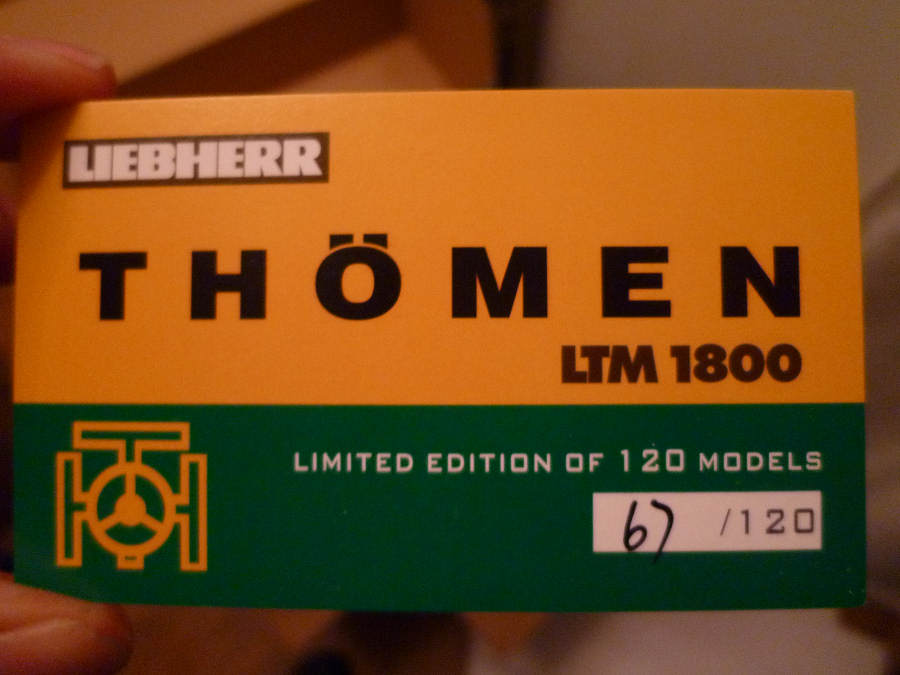 LIEBHERR
THÖMEN
LTM 1800
LIMITED EDITION OF 120 MODELS
67 /120